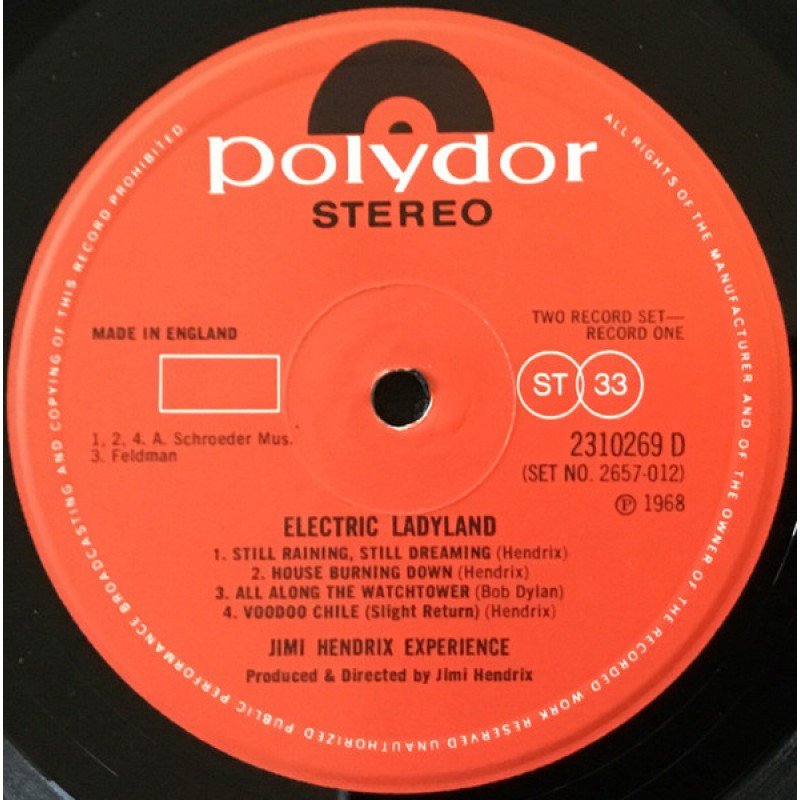 polydor
STEREO
MADE IN ENGLAND
TWO RECORD SET—
RECORD ONE
ST 33
1, 2, 4. A. Schroeder Mus.
3. Feldman
2310269 D
(SET NO. 2657-012)
Ⓟ 1968
ELECTRIC LADYLAND
1. STILL RAINING, STILL DREAMING (Hendrix)
2. HOUSE BURNING DOWN (Hendrix)
3. ALL ALONG THE WATCHTOWER (Bob Dylan)
4. VOODOO CHILE (Slight Return) (Hendrix)
JIMI HENDRIX EXPERIENCE
Produced & Directed by Jimi Hendrix
ALL RIGHTS OF THE MANUFACTURER AND OF THE OWNER OF THE RECORDED WORK RESERVED UNAUTHORIZED PUBLIC PERFORMANCE BROADCASTING AND COPYING OF THIS RECORD PROHIBITED